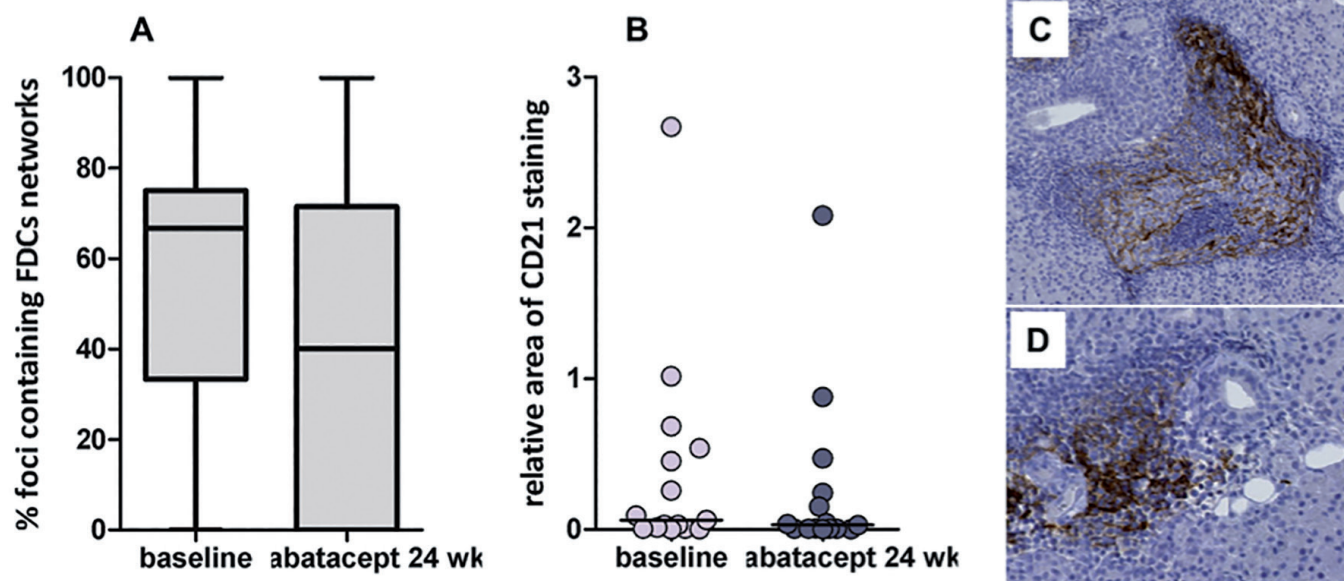 A
% foci containing FDCs networks
100
80
60
40
20
0
baseline
abatacept 24 wk
B
relative area of CD21 staining
3
2
1
0
baseline
abatacept 24 wk
C
D